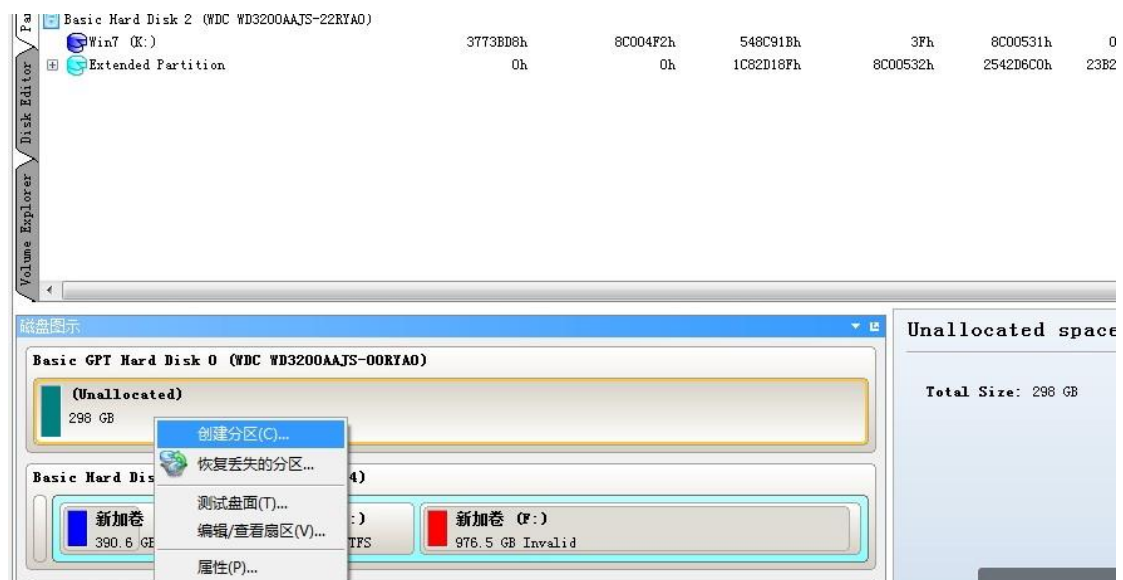 Basic Hard Disk 2 (WDC WD3200AAJS-22RYA0)
Win7 (K:) 3773BD8h 8C004F2h 548C91Bh 3Fh 8C00531h 0
Extended Partition 0h 0h 1C82D18Fh 8C00532h 2542D6C0h 23B2
Pa
Disk Editor
Volume Explorer
磁盘图示
Basic GPT Hard Disk 0 (WDC WD3200AAJS-00RYA0)
(Unallocated)
298 GB
创建分区(C)...
恢复丢失的分区...
测试盘面(T)...
编辑/查看扇区(V)...
属性(P)...
Basic Hard Dis 4)
新加卷 :) 新加卷 (F:)
390.6 GB TFS 976.5 GB Invalid
Unallocated space
Total Size: 298 GB